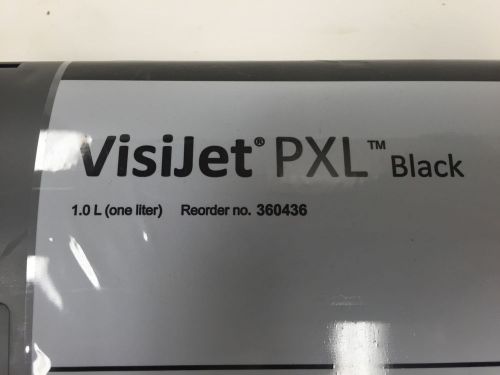 VisiJet® PXL™ Black
1.0 L (one liter) Reorder no. 360436